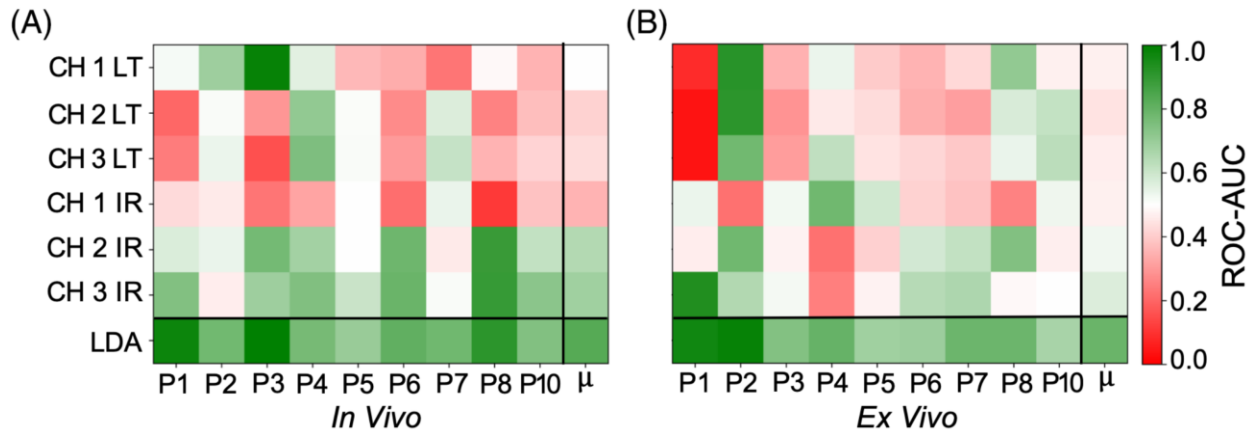 (A)
(B)
CH 1 LT
CH 2 LT
CH 3 LT
CH 1 IR
CH 2 IR
CH 3 IR
LDA
P1 P2 P3 P4 P5 P6 P7 P8 P10 μ
In Vivo
P1 P2 P3 P4 P5 P6 P7 P8 P10 μ
Ex Vivo
1.0
0.8
0.6
0.4
0.2
0.0
ROC-AUC